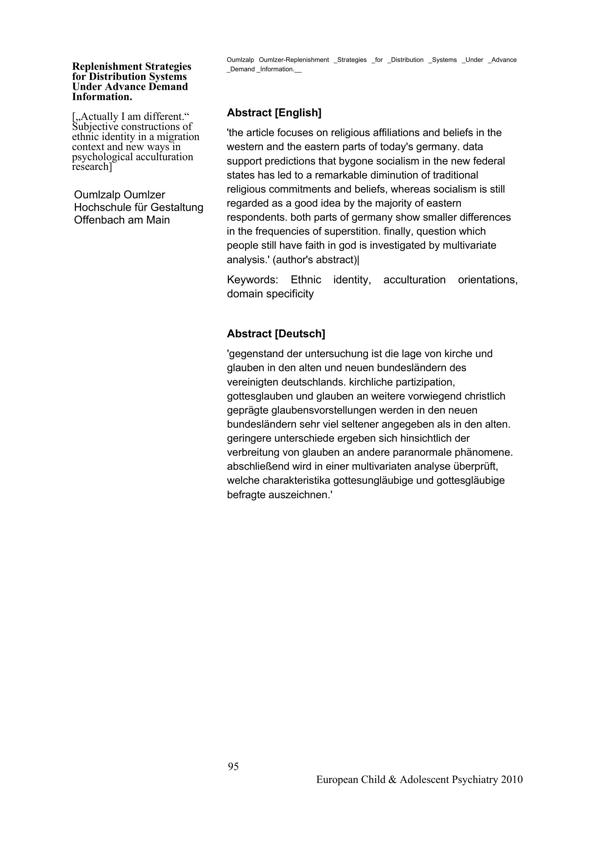 Replenishment Strategies
for Distribution Systems
Under Advance Demand
Information.
[„Actually I am different.“
Subjective constructions of
ethnic identity in a migration
context and new ways in
psychological acculturation
research]
Oumlzalp Oumlzer
Hochschule für Gestaltung
Offenbach am Main
Oumlzalp Oumlzer-Replenishment _Strategies _for _Distribution _Systems _Under _Advance
_Demand _Information.__
Abstract [English]
'the article focuses on religious affiliations and beliefs in the
western and the eastern parts of today's germany. data
support predictions that bygone socialism in the new federal
states has led to a remarkable diminution of traditional
religious commitments and beliefs, whereas socialism is still
regarded as a good idea by the majority of eastern
respondents. both parts of germany show smaller differences
in the frequencies of superstition. finally, question which
people still have faith in god is investigated by multivariate
analysis.' (author's abstract)|
Keywords: Ethnic identity, acculturation orientations,
domain specificity
Abstract [Deutsch]
'gegenstand der untersuchung ist die lage von kirche und
glauben in den alten und neuen bundesländern des
vereinigten deutschlands. kirchliche partizipation,
gottesglauben und glauben an weitere vorwiegend christlich
geprägte glaubensvorstellungen werden in den neuen
bundesländern sehr viel seltener angegeben als in den alten.
geringere unterschiede ergeben sich hinsichtlich der
verbreitung von glauben an andere paranormale phänomene.
abschließend wird in einer multivariaten analyse überprüft,
welche charakteristika gottesungläubige und gottesgläubige
befragte auszeichnen.'
95
European Child & Adolescent Psychiatry 2010